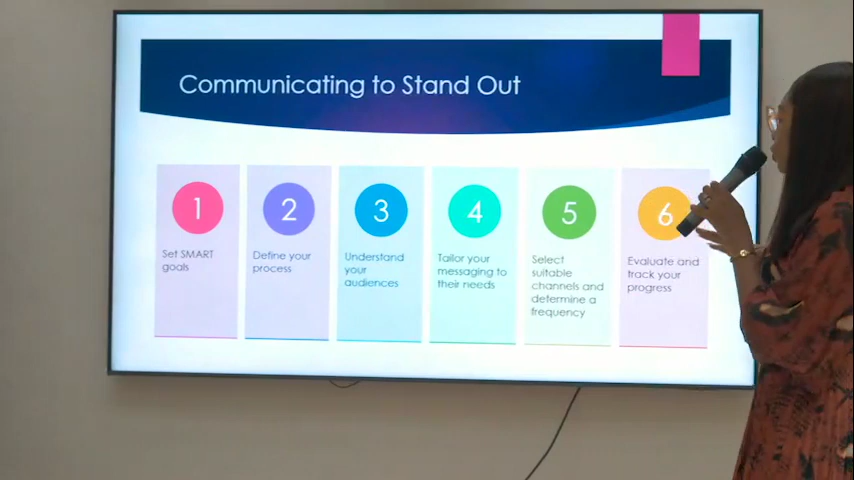 Communicating to Stand Out
1
Set SMART
goals
2
Define your
process
3
Understand
your
audiences
4
Tailor your
messaging to
their needs
5
Select
suitable
channels and
determine a
frequency
6
Evaluate and
track your
progress